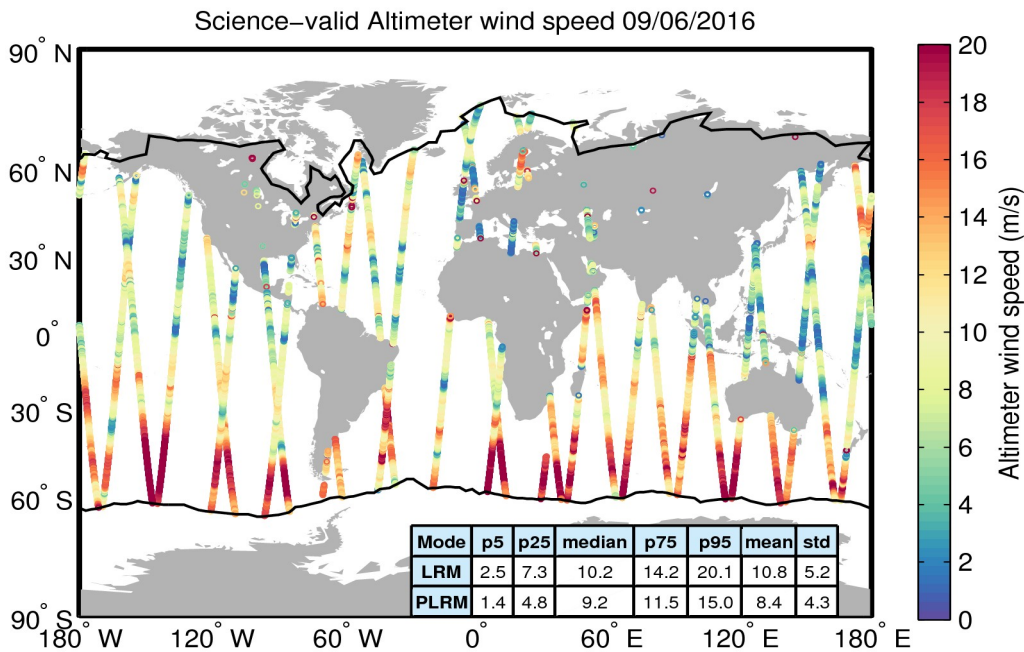 Science-valid Altimeter wind speed 09/06/2016
90° N
60° N
30° N
0°
30° S
60° S
90° S
180° W
120° W
60° W
0°
60° E
120° E
180° E
Mode p5 p25 median p75 p95 mean std
LRM 2.5 7.3 10.2 14.2 20.1 10.8 5.2
PLRM 1.4 4.8 9.2 11.5 15.0 8.4 4.3
20
18
16
14
12
10
8
6
4
2
0
Altimeter wind speed (m/s)